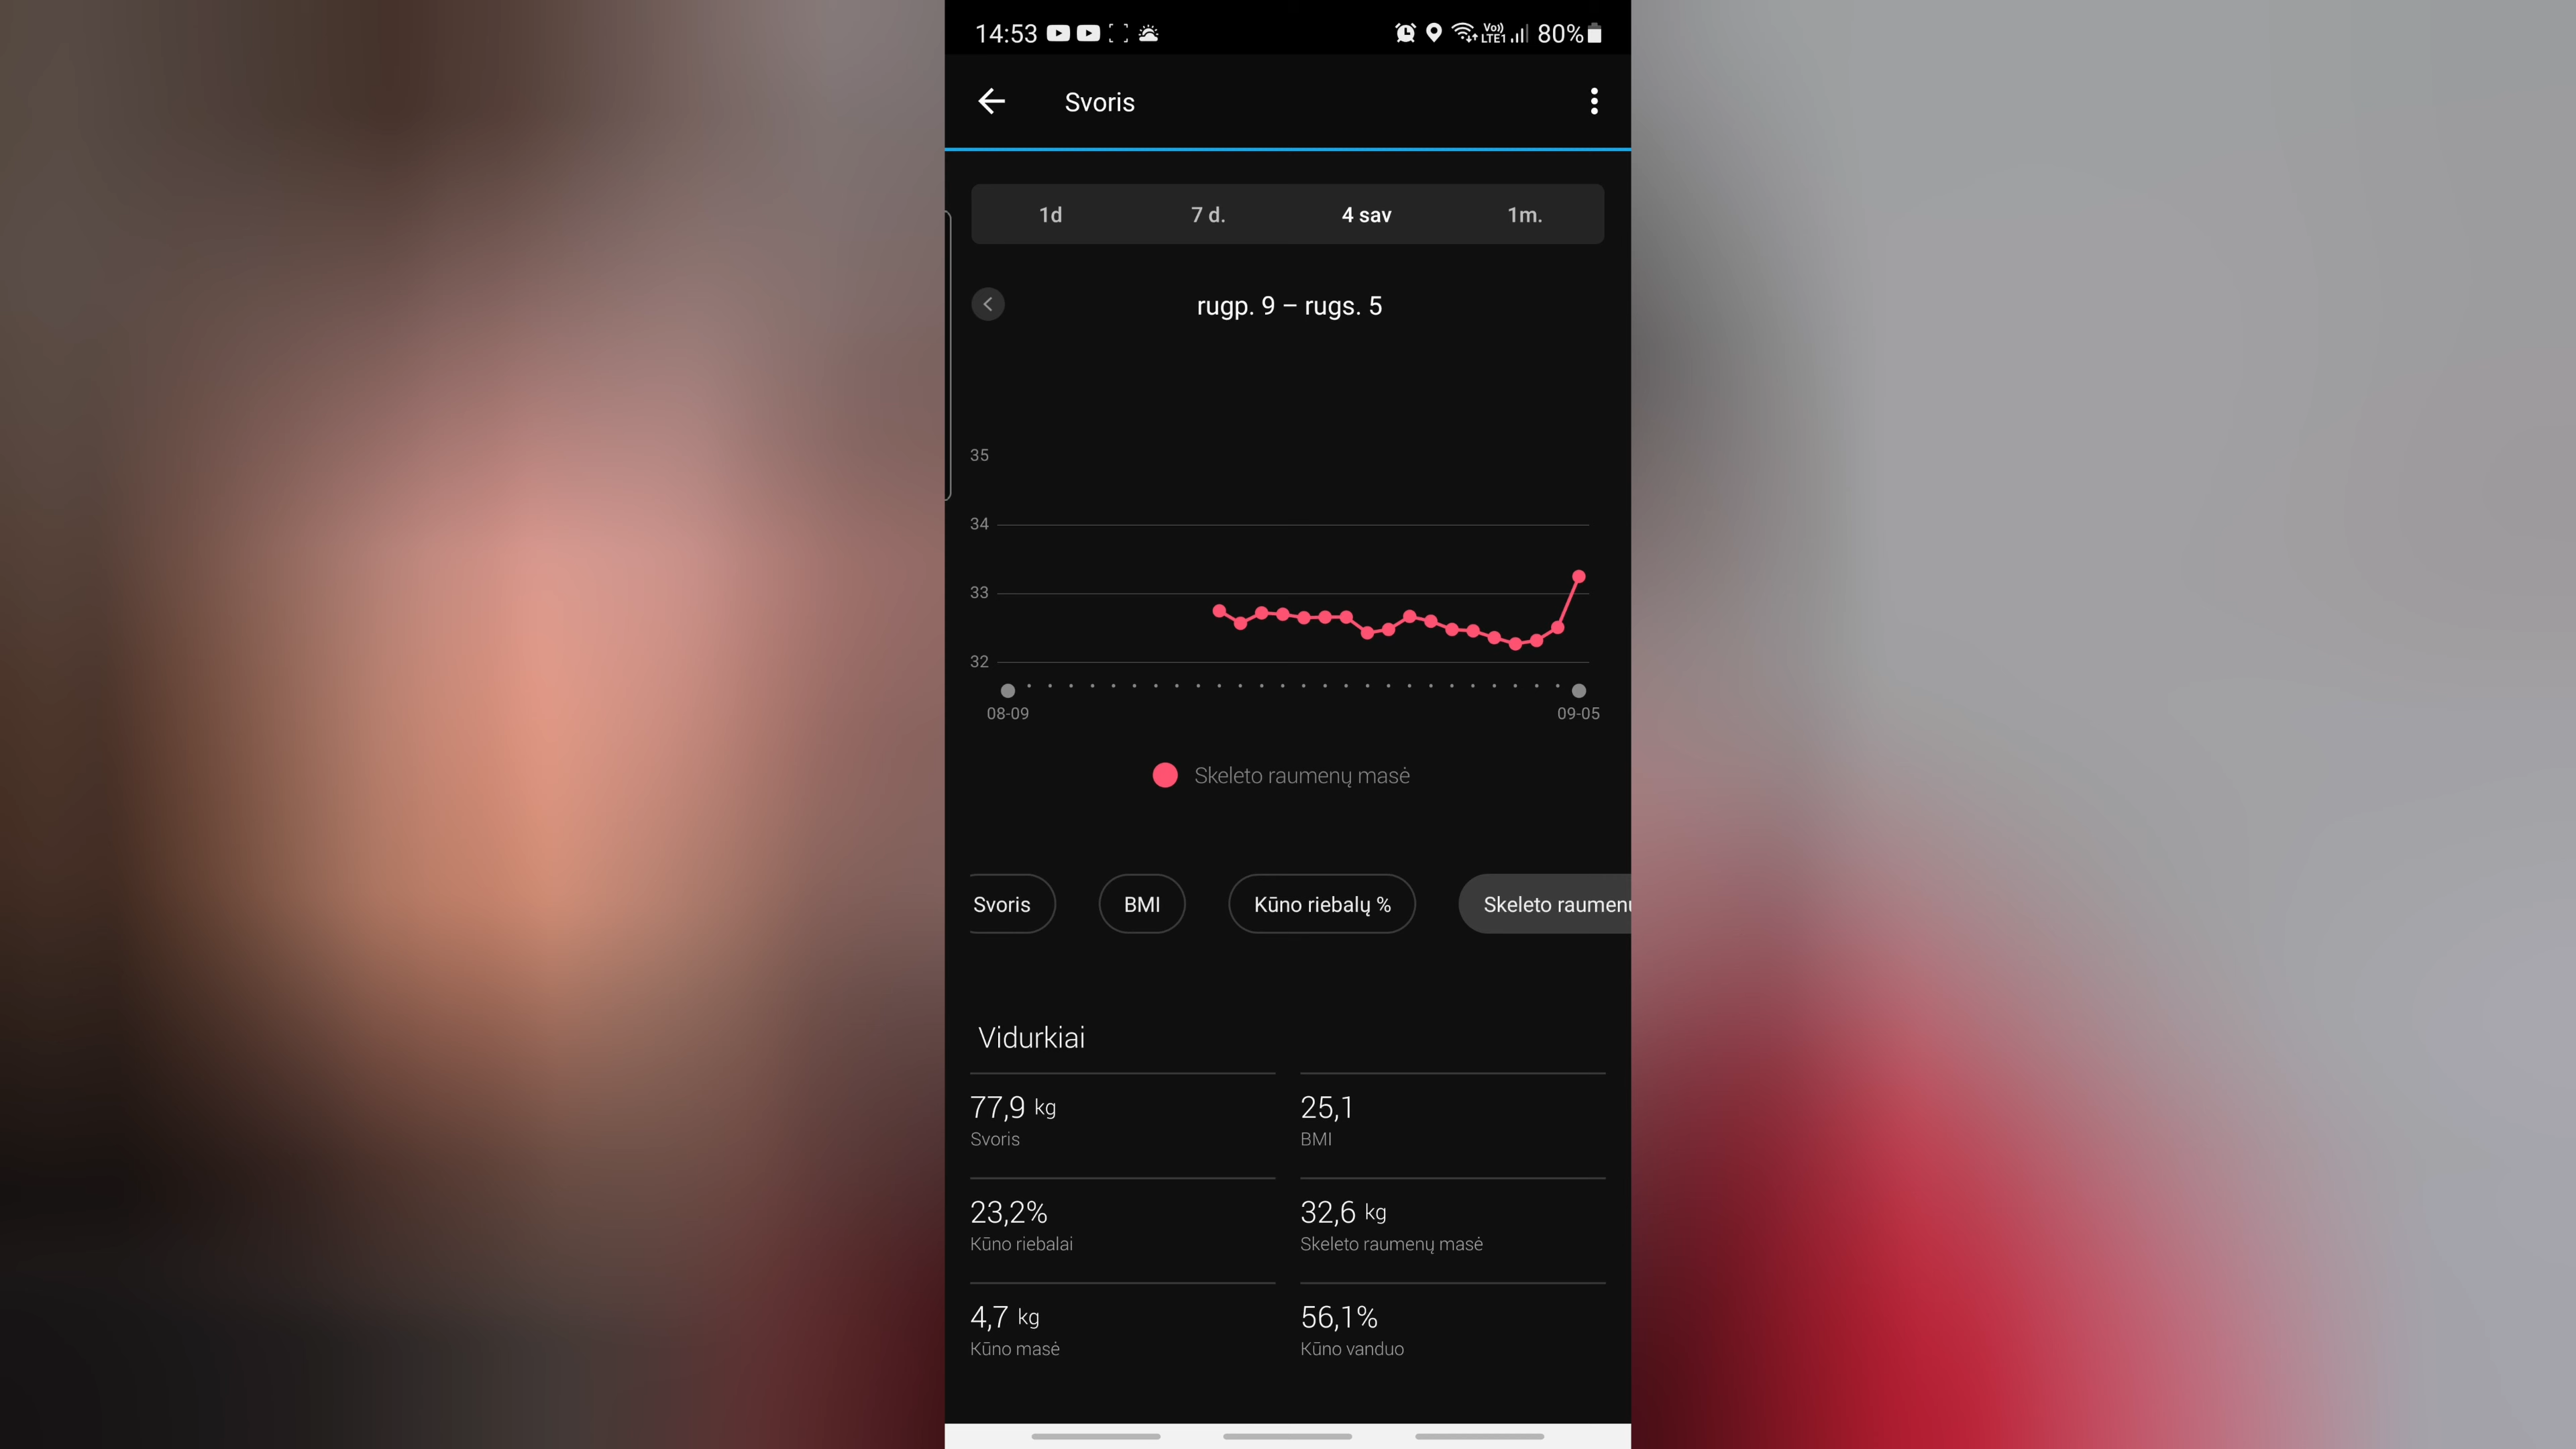 14:53 Vo)) LTE1 80%
Svoris
1d 7 d. 4 sav 1m.
rugp. 9 – rugs. 5
35
34
33
32
08-09 09-05
Skeleto raumenų masė
Svoris BMI Kūno riebalų % Skeleto raumenų
Vidurkiai
77,9 kg 25,1
Svoris BMI
23,2% 32,6 kg
Kūno riebalai Skeleto raumenų masė
4,7 kg 56,1%
Kūno masė Kūno vanduo